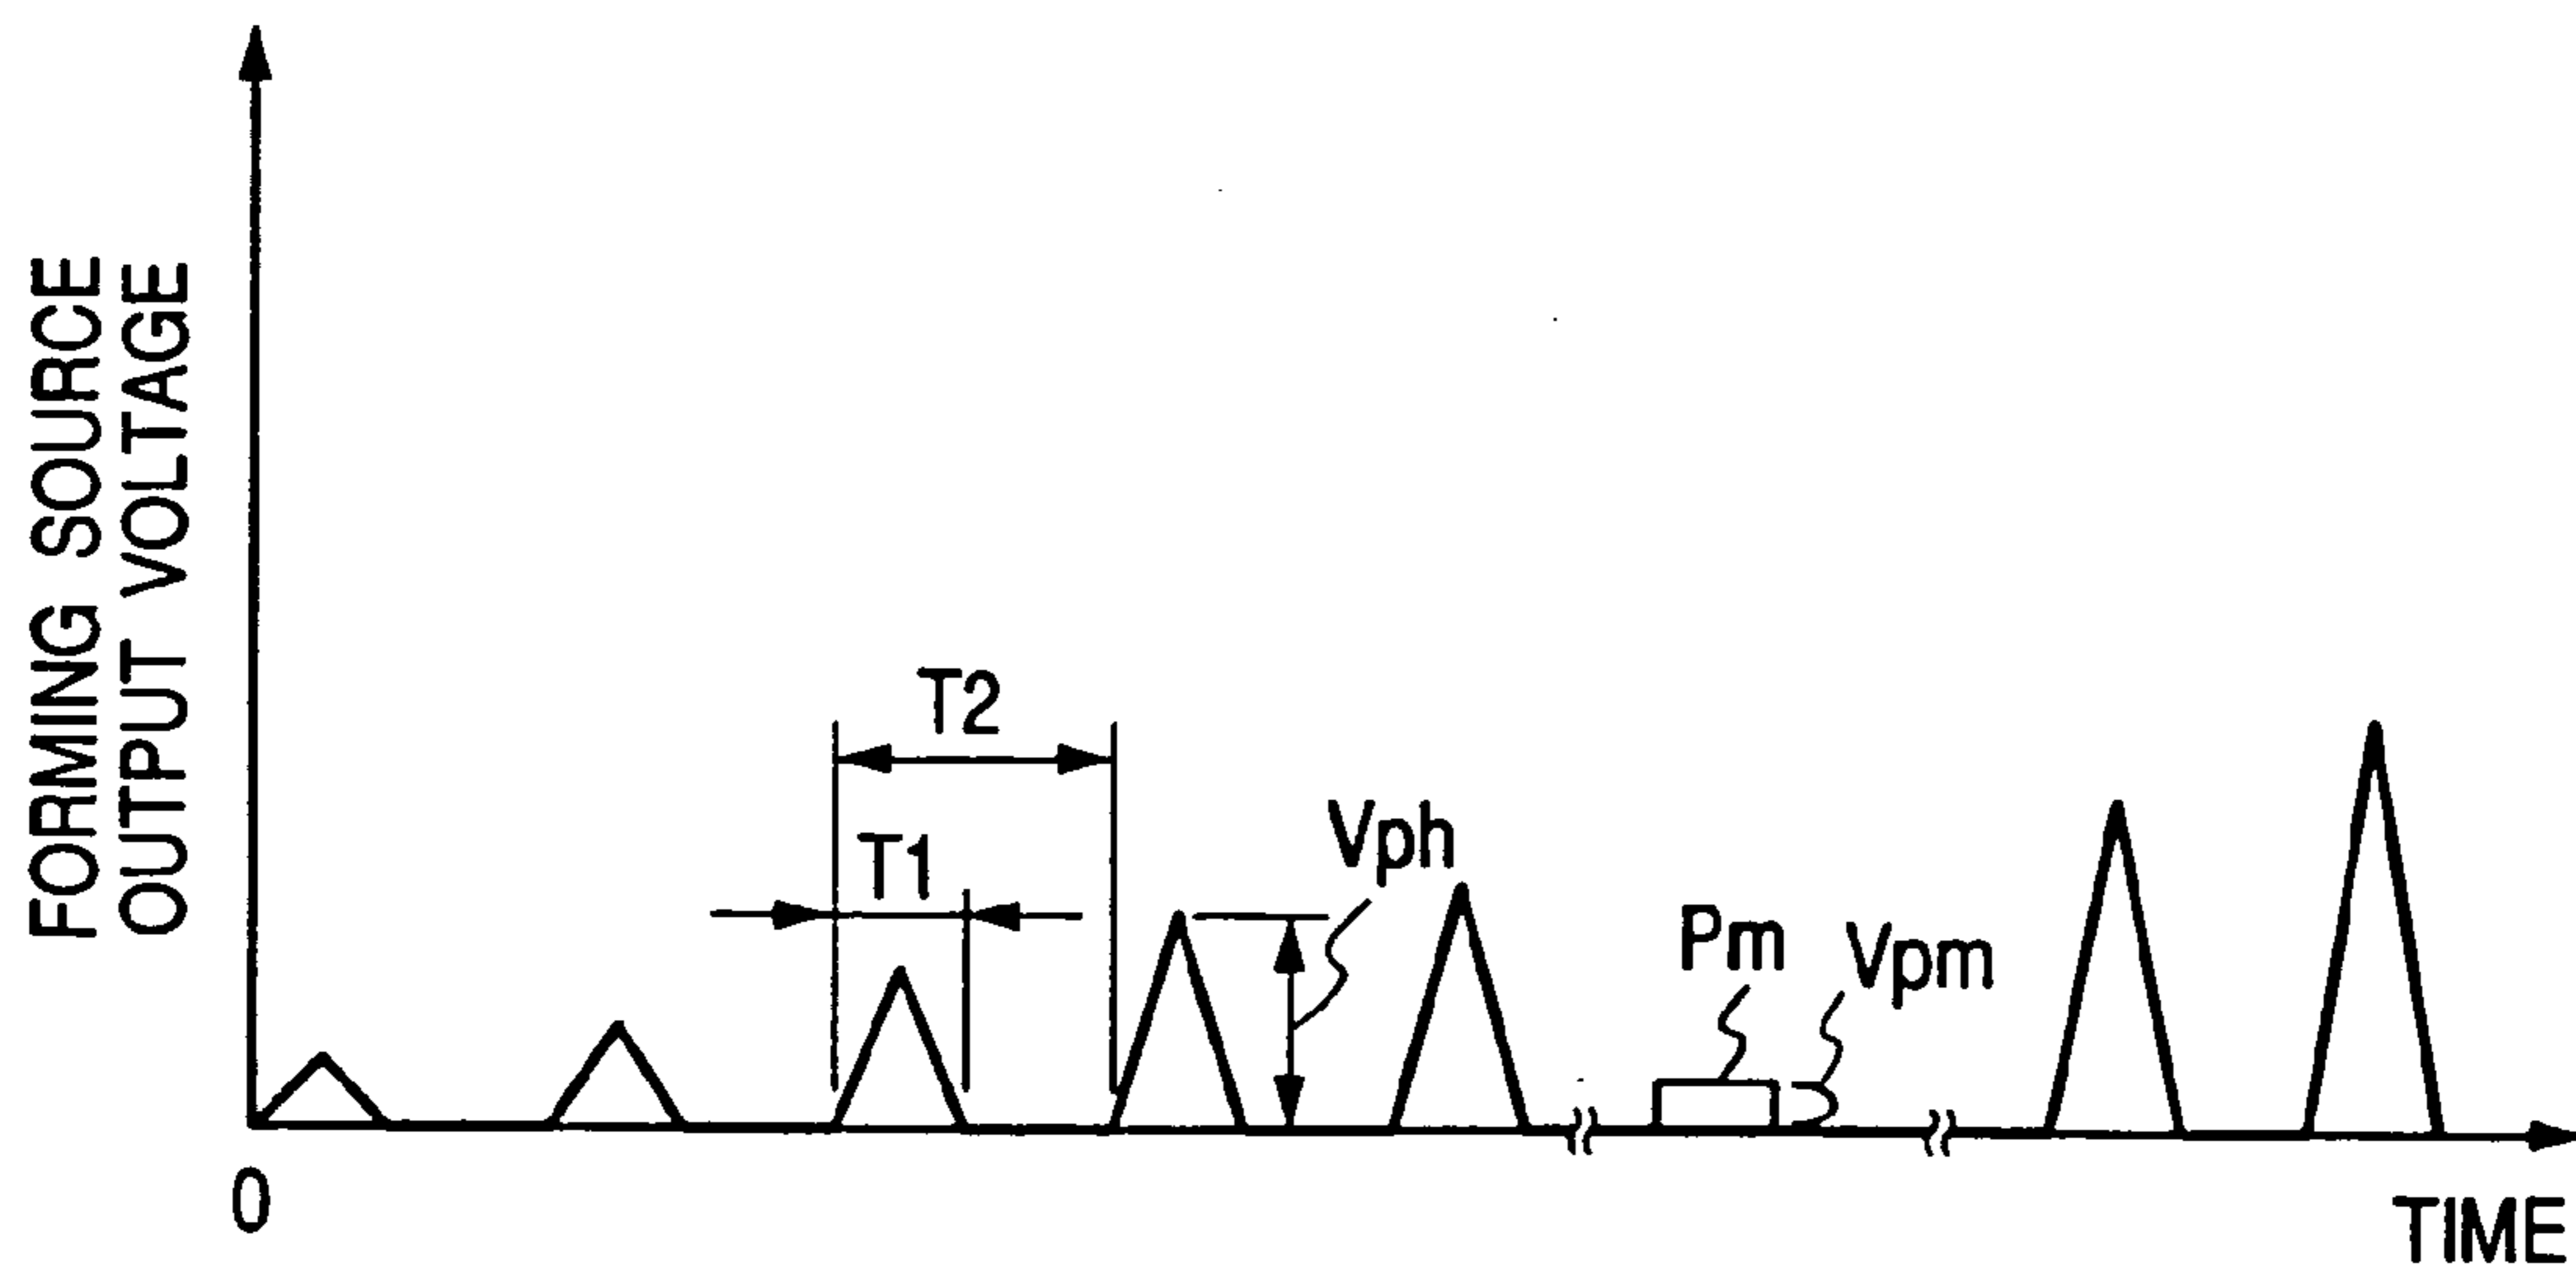 FORMING SOURCE
OUTPUT VOLTAGE
T2
T1
Vph
Pm
Vpm
0
TIME